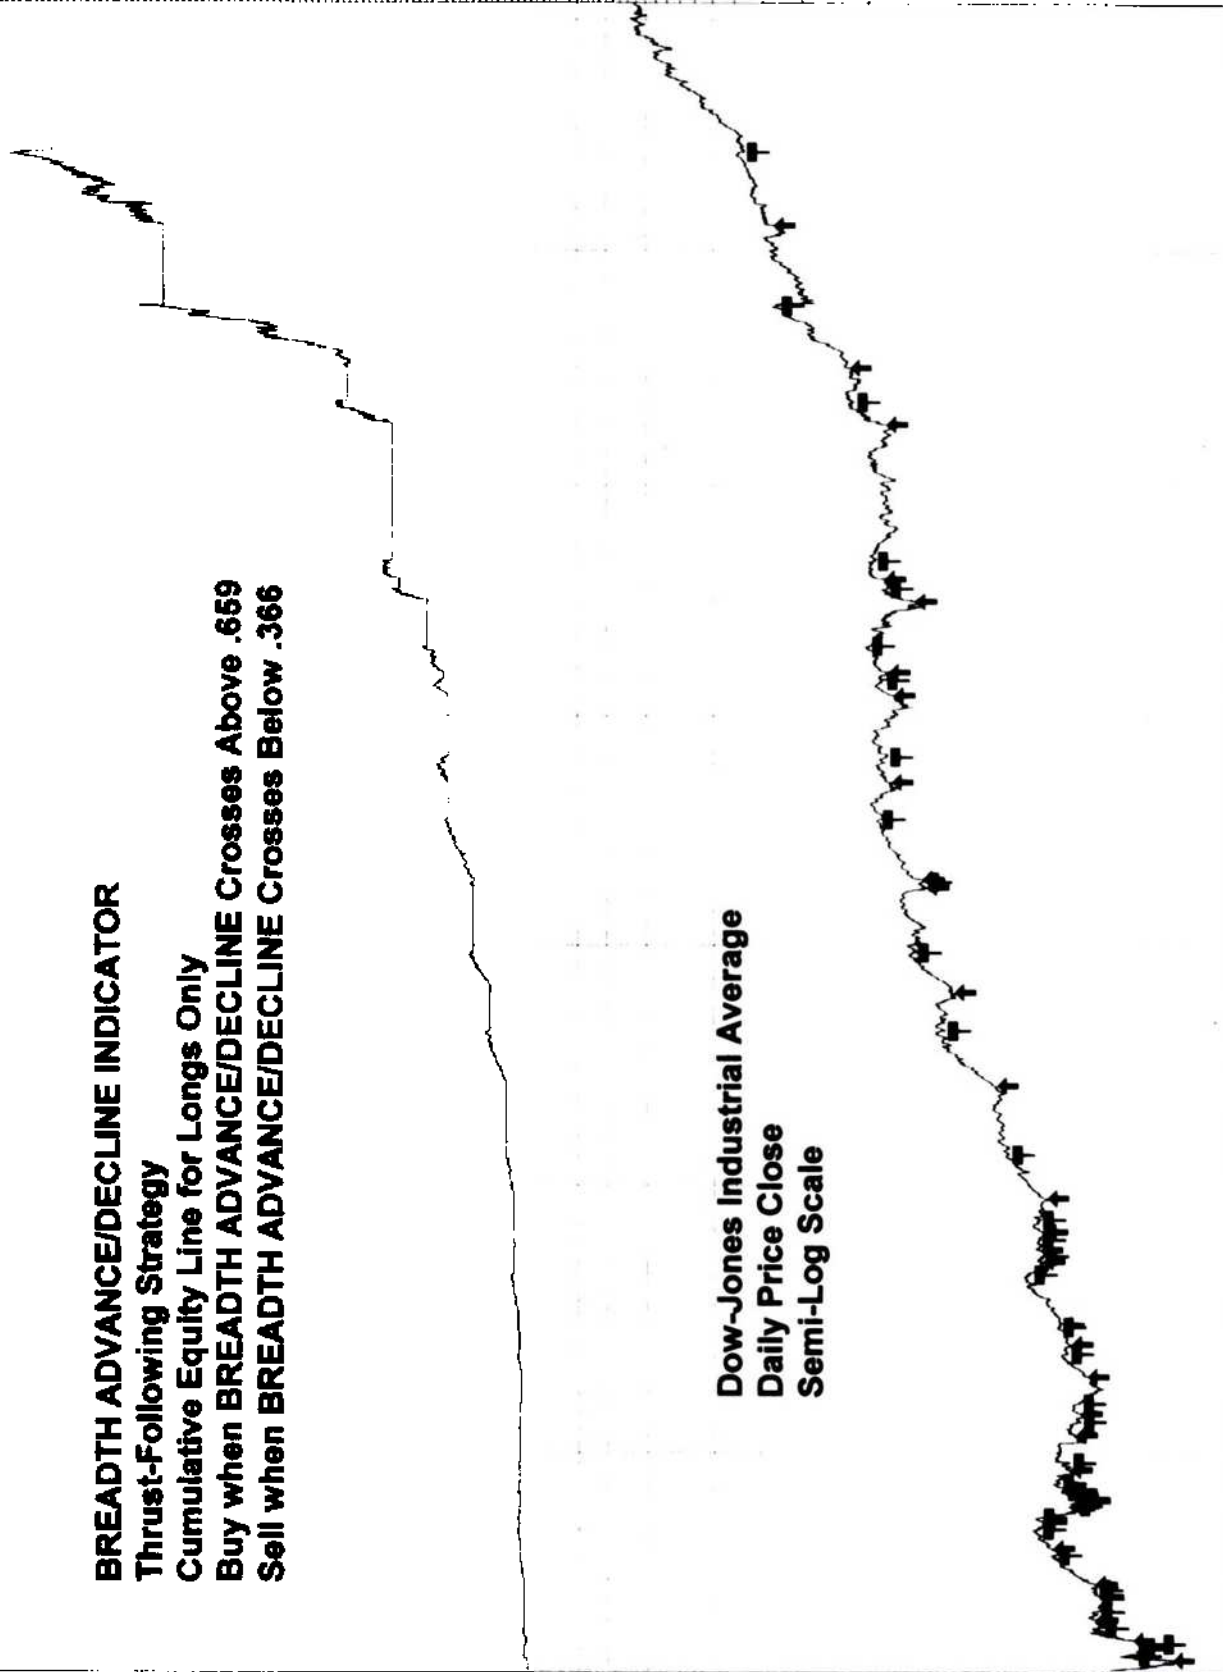 BREADTH ADVANCE/DECLINE INDICATOR
Thrust-Following Strategy
Cumulative Equity Line for Longs Only
Buy when BREADTH ADVANCE/DECLINE Crosses Above .659
Sell when BREADTH ADVANCE/DECLINE Crosses Below .366
Dow-Jones Industrial Average
Daily Price Close
Semi-Log Scale